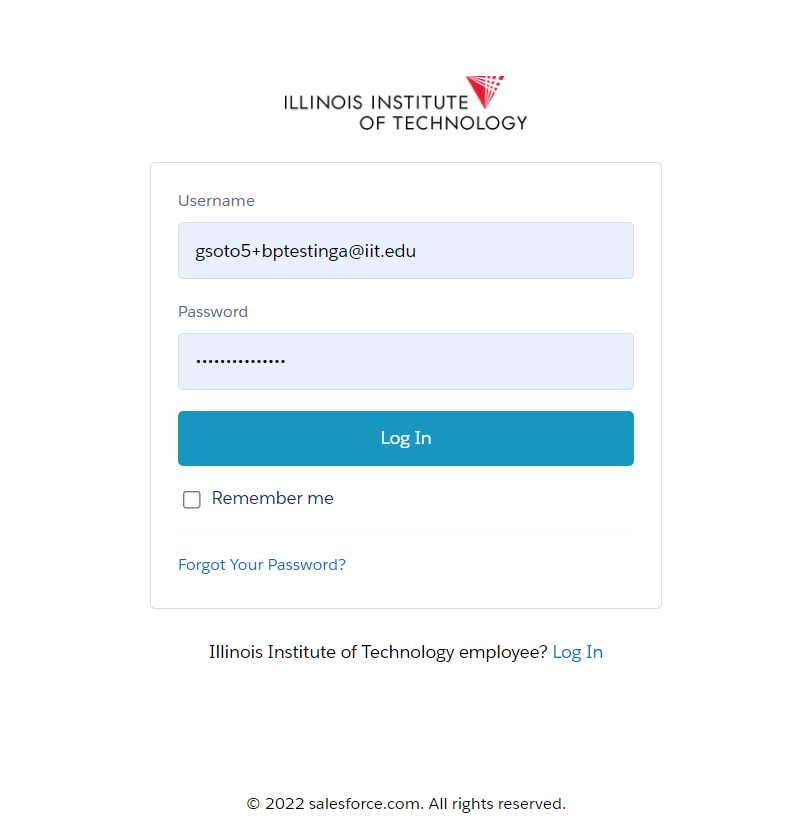 ILLINOIS INSTITUTE
OF TECHNOLOGY
Username
gsoto5+bptestinga@iit.edu
Password
•••••••••••••••
Log In
Remember me
Forgot Your Password?
Illinois Institute of Technology employee? Log In
© 2022 salesforce.com. All rights reserved.